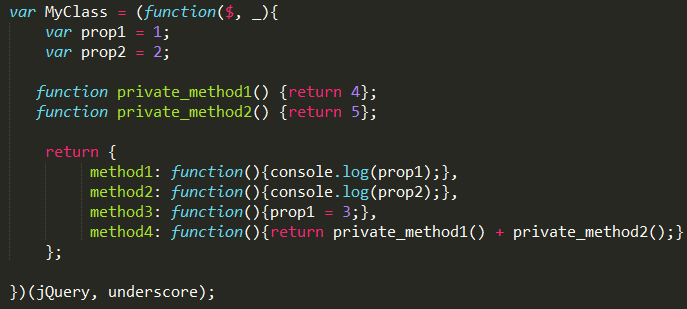 var MyClass = (function($, _){
    var prop1 = 1;
    var prop2 = 2;

   function private_method1() {return 4};
   function private_method2() {return 5};

    return {
         method1: function(){console.log(prop1);},
         method2: function(){console.log(prop2);},
         method3: function(){prop1 = 3;},
         method4: function(){return private_method1() + private_method2();}
    };

})(jQuery, underscore);